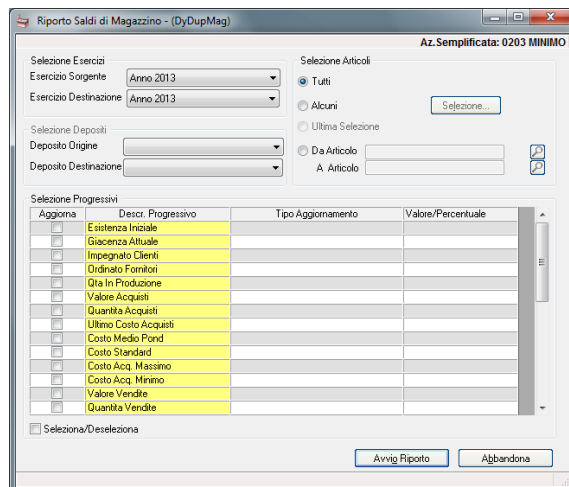 Riporto Saldi di Magazzino - (DyDupMag)
Az.Semplificata: 0203 MINIMO
Selezione Esercizi
Esercizio Sorgente Anno 2013
Esercizio Destinazione Anno 2013
Selezione Depositi
Deposito Origine
Deposito Destinazione
Selezione Articoli
Tutti
Alcuni Selezione...
Ultima Selezione
Da Articolo
A Articolo
Selezione Progressivi
Aggiorna Descr. Progressivo Tipo Aggiornamento Valore/Percentuale
Esistenza Iniziale
Giacenza Attuale
Impegnato Clienti
Ordinato Fornitori
Qta In Produzione
Valore Acquisti
Quantita Acquisti
Ultimo Costo Acquisti
Costo Medio Pond
Costo Standard
Costo Acq. Massimo
Costo Acq. Minimo
Valore Vendite
Quantita Vendite
Seleziona/Deseleziona
Avvio Riporto Abbandona